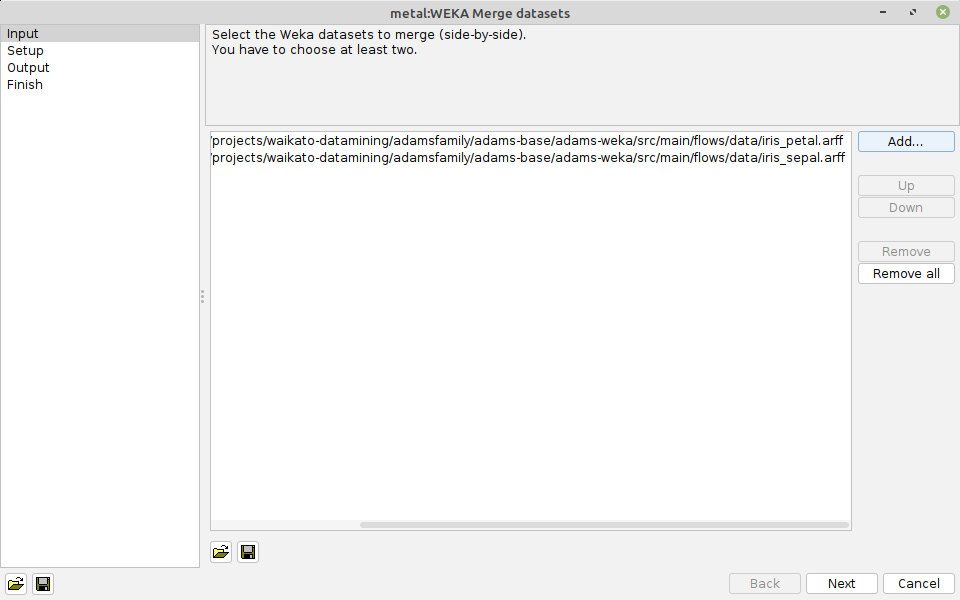 metal:WEKA Merge datasets
Input
Setup
Output
Finish
Select the Weka datasets to merge (side-by-side).
You have to choose at least two.
/projects/waikato-datamining/adamsfamily/adams-base/adams-weka/src/main/flows/data/iris_petal.arff
/projects/waikato-datamining/adamsfamily/adams-base/adams-weka/src/main/flows/data/iris_sepal.arff
Add...
Up
Down
Remove
Remove all
Back
Next
Cancel